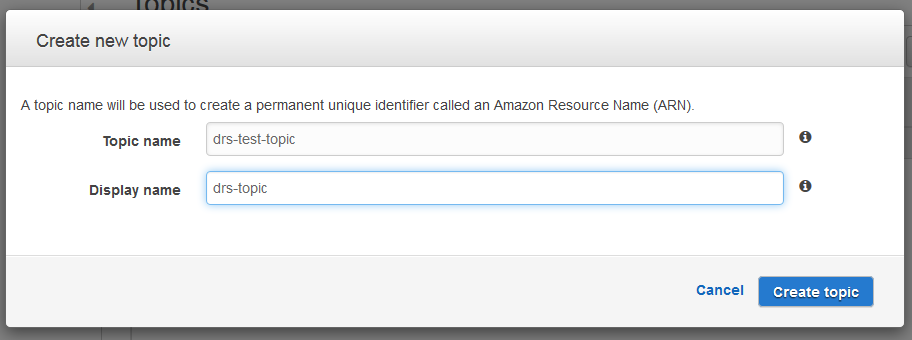 Topics
Create new topic
A topic name will be used to create a permanent unique identifier called an Amazon Resource Name (ARN).
Topic name drs-test-topic
Display name drs-topic
Cancel Create topic